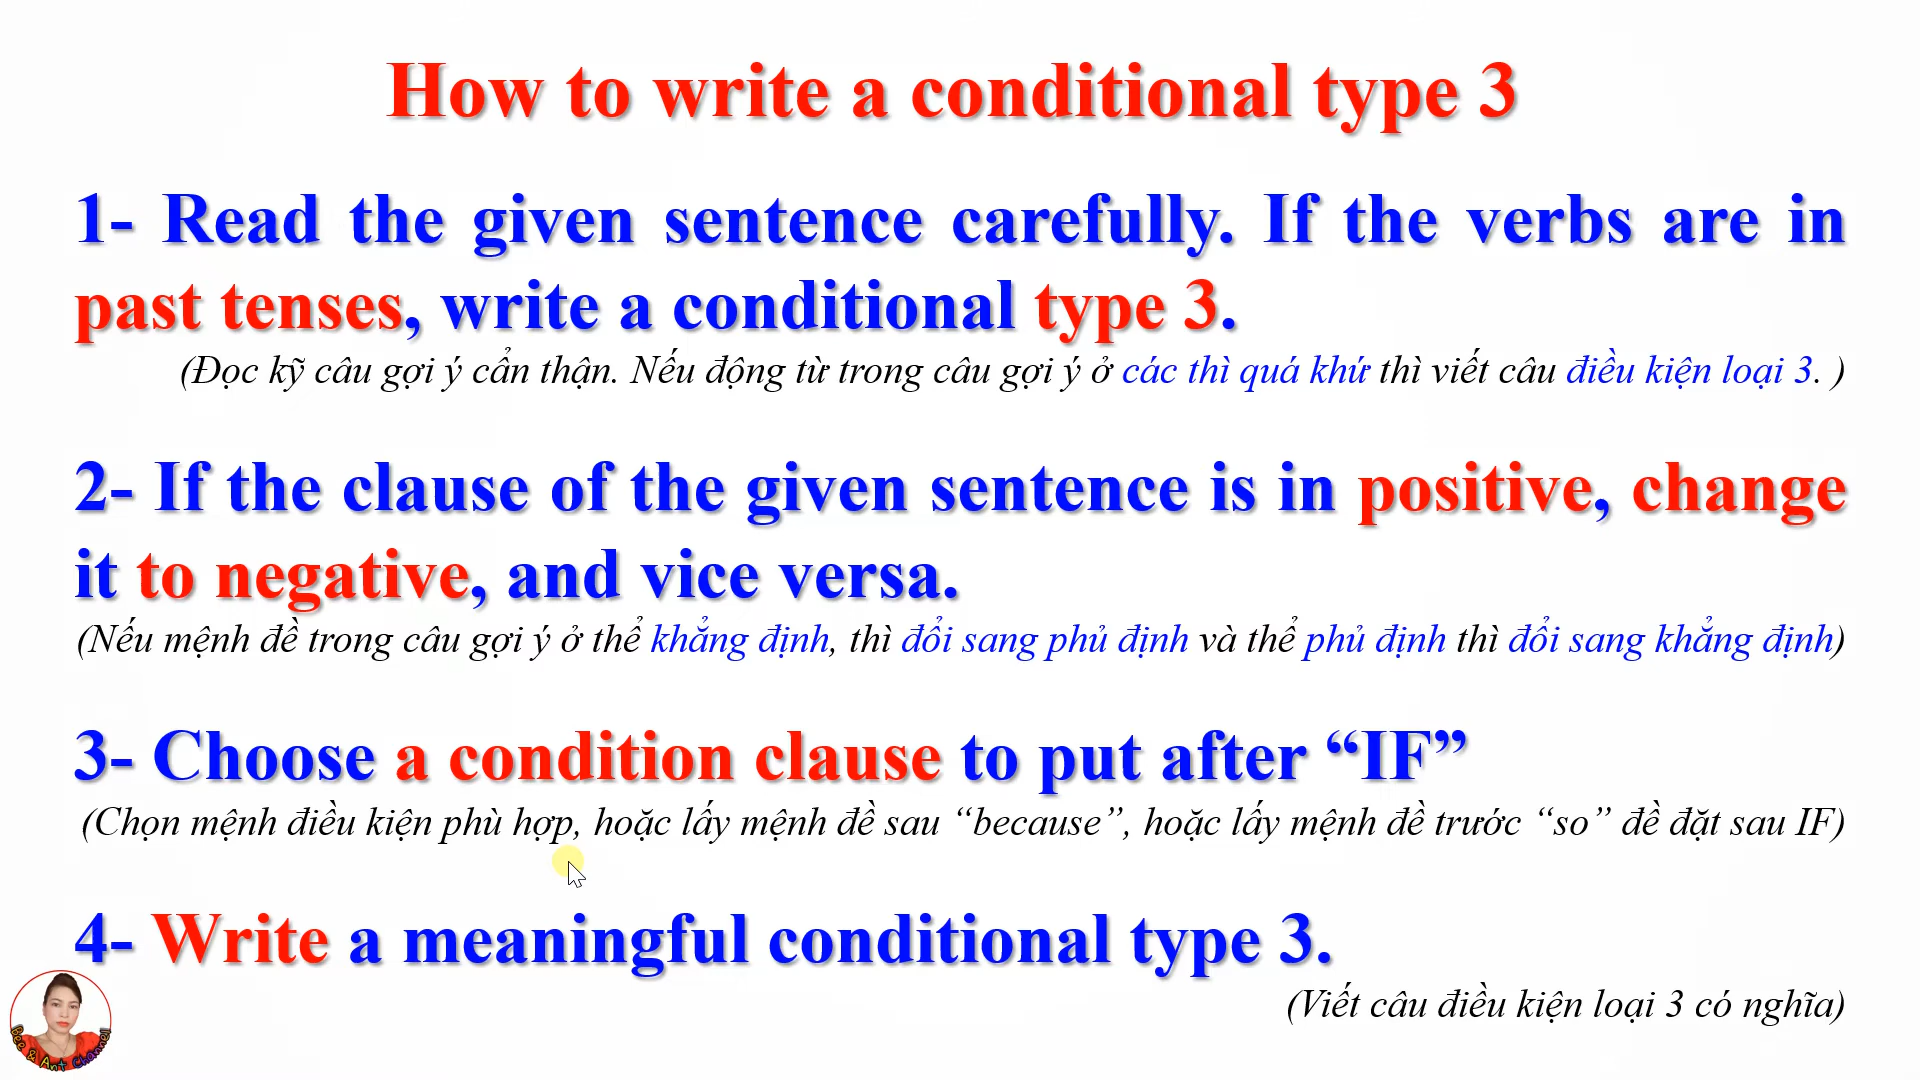 How to write a conditional type 3
1- Read the given sentence carefully. If the verbs are in
past tenses, write a conditional type 3.
(Đọc kỹ câu gợi ý cẩn thận. Nếu động từ trong câu gợi ý ở các thì quá khứ thì viết câu điều kiện loại 3. )
2- If the clause of the given sentence is in positive, change
it to negative, and vice versa.
(Nếu mệnh đề trong câu gợi ý ở thể khẳng định, thì đổi sang phủ định và thể phủ định thì đổi sang khẳng định)
3- Choose a condition clause to put after “IF”
(Chọn mệnh điều kiện phù hợp, hoặc lấy mệnh đề sau “because”, hoặc lấy mệnh đề trước “so” đề đặt sau IF)
4- Write a meaningful conditional type 3.
(Viết câu điều kiện loại 3 có nghĩa)
Bee & Ant Channel